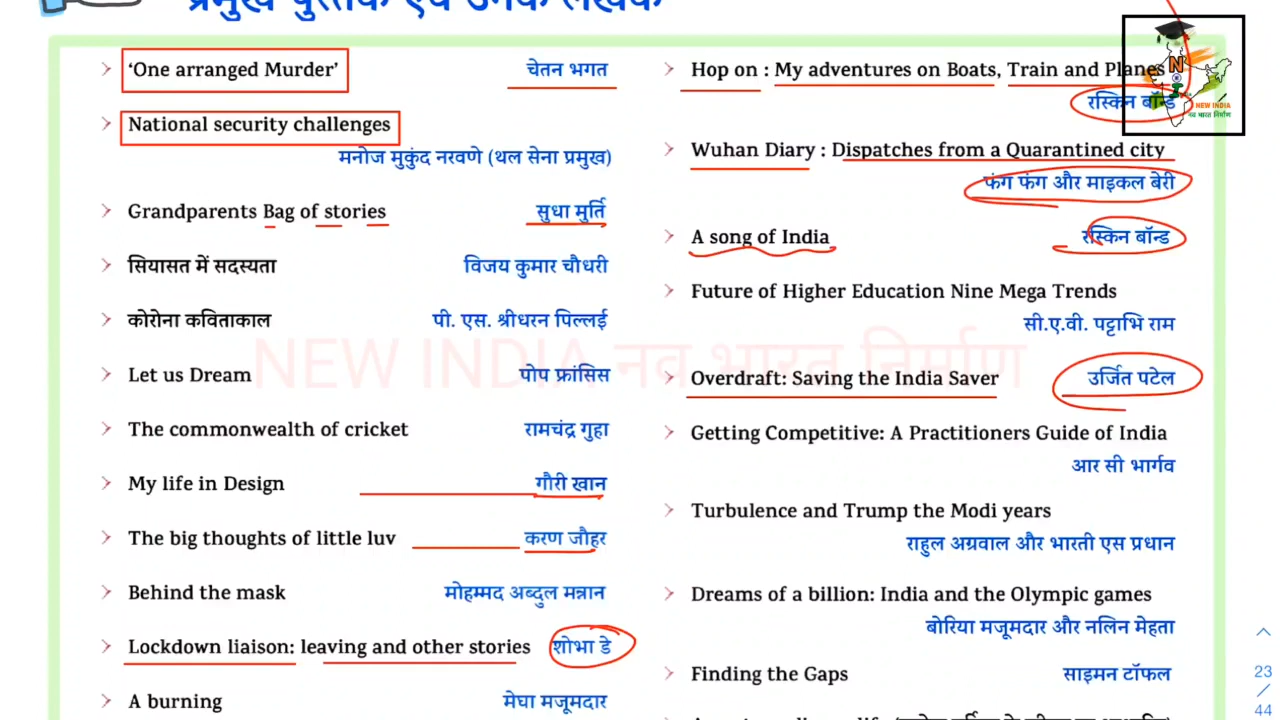 प्रमुख पुस्तक एवं उनके लेखक
'One arranged Murder' चेतन भगत
National security challenges
मनोज मुकुंद नरवणे (थल सेना प्रमुख)
Grandparents Bag of stories सुधा मुर्ति
सियासत में सदस्यता विजय कुमार चौधरी
कोरोना कविताकाल पी. एस. श्रीधरन पिल्लई
Let us Dream पोप फ्रांसिस
The commonwealth of cricket रामचंद्र गुहा
My life in Design गौरी खान
The big thoughts of little luv करण जौहर
Behind the mask मोहम्मद अब्दुल मन्नान
Lockdown liaison: leaving and other stories शोभा डे
A burning मेघा मजूमदार
Hop on : My adventures on Boats, Train and Planes
रस्किन बॉन्ड
Wuhan Diary : Dispatches from a Quarantined city
फंग फंग और माइकल बेरी
A song of India रस्किन बॉन्ड
Future of Higher Education Nine Mega Trends
सी.ए.वी. पट्टाभि राम
Overdraft: Saving the India Saver उर्जित पटेल
Getting Competitive: A Practitioners Guide of India
आर सी भार्गव
Turbulence and Trump the Modi years
राहुल अग्रवाल और भारती एस प्रधान
Dreams of a billion: India and the Olympic games
बोरिया मजूमदार और नलिन मेहता
Finding the Gaps साइमन टॉफल
NEW INDIA नव भारत निर्माण
N
NEW INDIA
नव भारत निर्माण
23
/
44